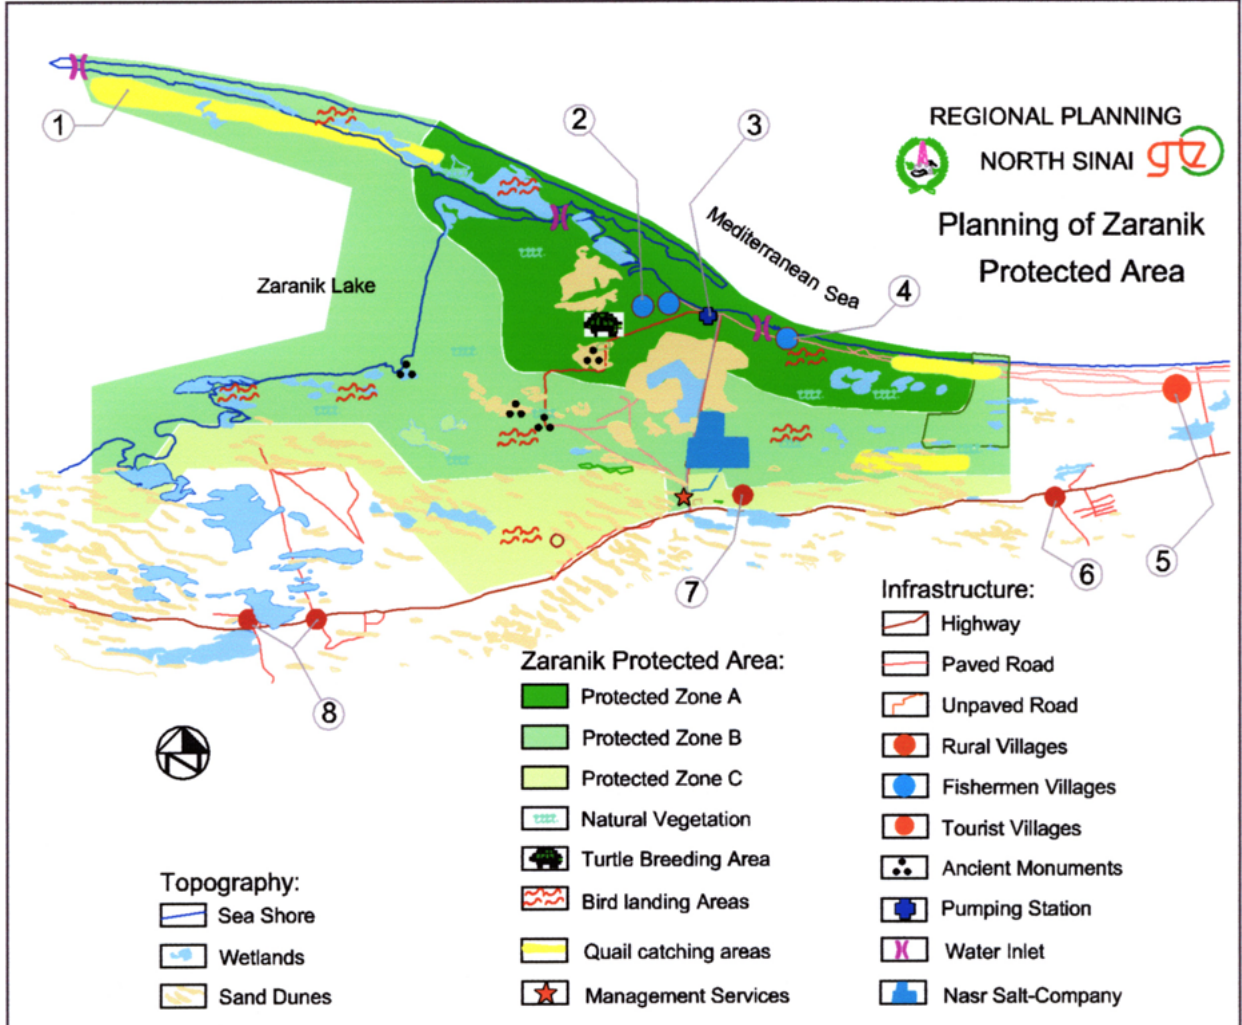 REGIONAL PLANNING
NORTH SINAI gtz
Planning of Zaranik
Protected Area
1
2
3
Mediterranean Sea
4
Zaranik Lake
5
6
7
8
Infrastructure:
Highway
Paved Road
Unpaved Road
Rural Villages
Fishermen Villages
Tourist Villages
Ancient Monuments
Pumping Station
Water Inlet
Nasr Salt-Company
Zaranik Protected Area:
Protected Zone A
Protected Zone B
Protected Zone C
Natural Vegetation
Turtle Breeding Area
Bird landing Areas
Quail catching areas
Management Services
Topography:
Sea Shore
Wetlands
Sand Dunes